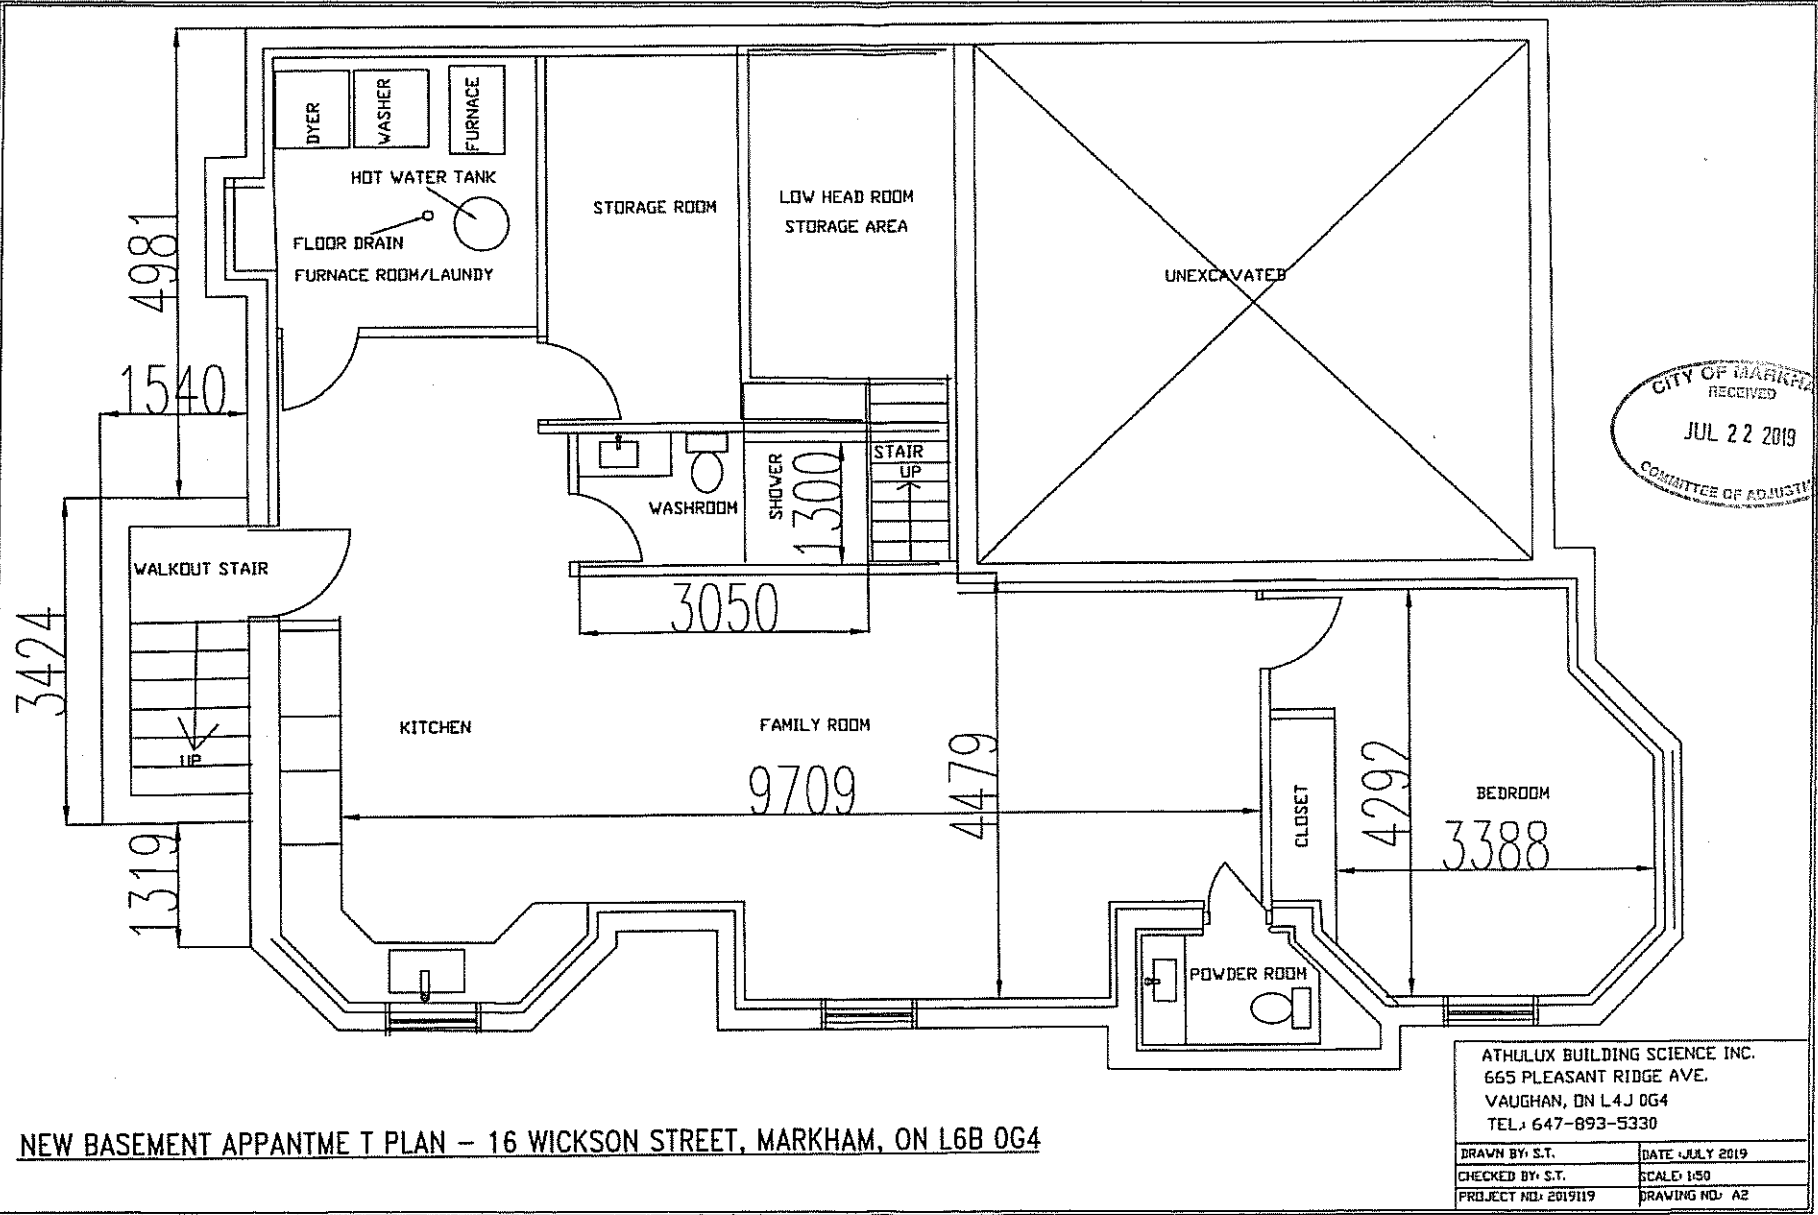 DYER
WASHER
FURNACE
HOT WATER TANK
FLOOR DRAIN
FURNACE ROOM/LAUNDY
STORAGE ROOM
LOW HEAD ROOM
STORAGE AREA
UNEXCAVATED
4981
1540
CITY OF
RECEIVED
JUL 22 2019
COMMITTEE OF
STAIR
UP
SHOWER
1300
WASHROOM
3050
WALKOUT STAIR
3424
UP
KITCHEN
FAMILY ROOM
9709
4479
CLOSET
4292
BEDROOM
3388
1319
POWDER ROOM
NEW BASEMENT APPANTME T PLAN - 16 WICKSON STREET, MARKHAM, ON L6B 0G4
ATHULUX BUILDING SCIENCE INC.
665 PLEASANT RIDGE AVE.
VAUGHAN, ON L4J 0G4
TEL: 647-893-5330
DRAWN BY: S.T. DATE :JULY 2019
CHECKED BY: S.T. SCALE: 1:50
PROJECT NO.: 2019119 DRAWING NO.: A2